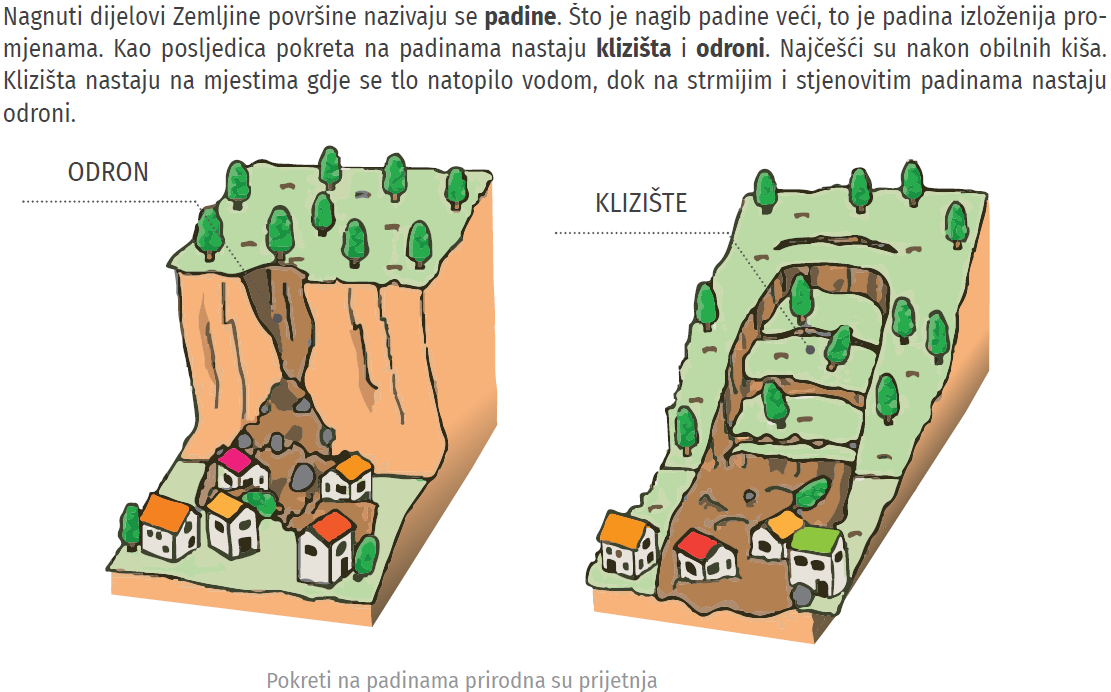 Nagnuti dijelovi Zemljine površine nazivaju se padine. Što je nagib padine veći, to je padina izloženija pro-
mjenama. Kao posljedica pokreta na padinama nastaju klizišta i odroni. Najčešći su nakon obilnih kiša.
Klizišta nastaju na mjestima gdje se tlo natopilo vodom, dok na strmijim i stjenovitim padinama nastaju
odroni.
ODRON
KLIZIŠTE
Pokreti na padinama prirodna su prijetnja